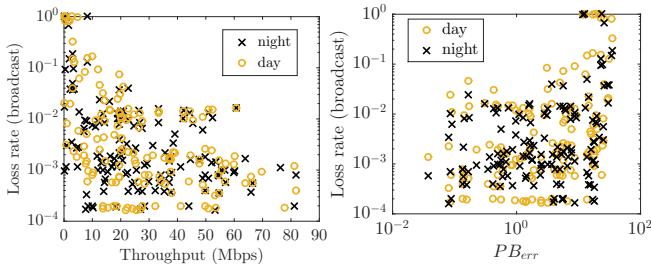 10^0
10^-1
10^-2
10^-3
10^-4
Loss rate (broadcast)
night
day
0 10 20 30 40 50 60 70 80 90
Throughput (Mbps)
10^0
10^-1
10^-2
10^-3
10^-4
Loss rate (broadcast)
day
night
10^-2 10^0 10^2
PB_err